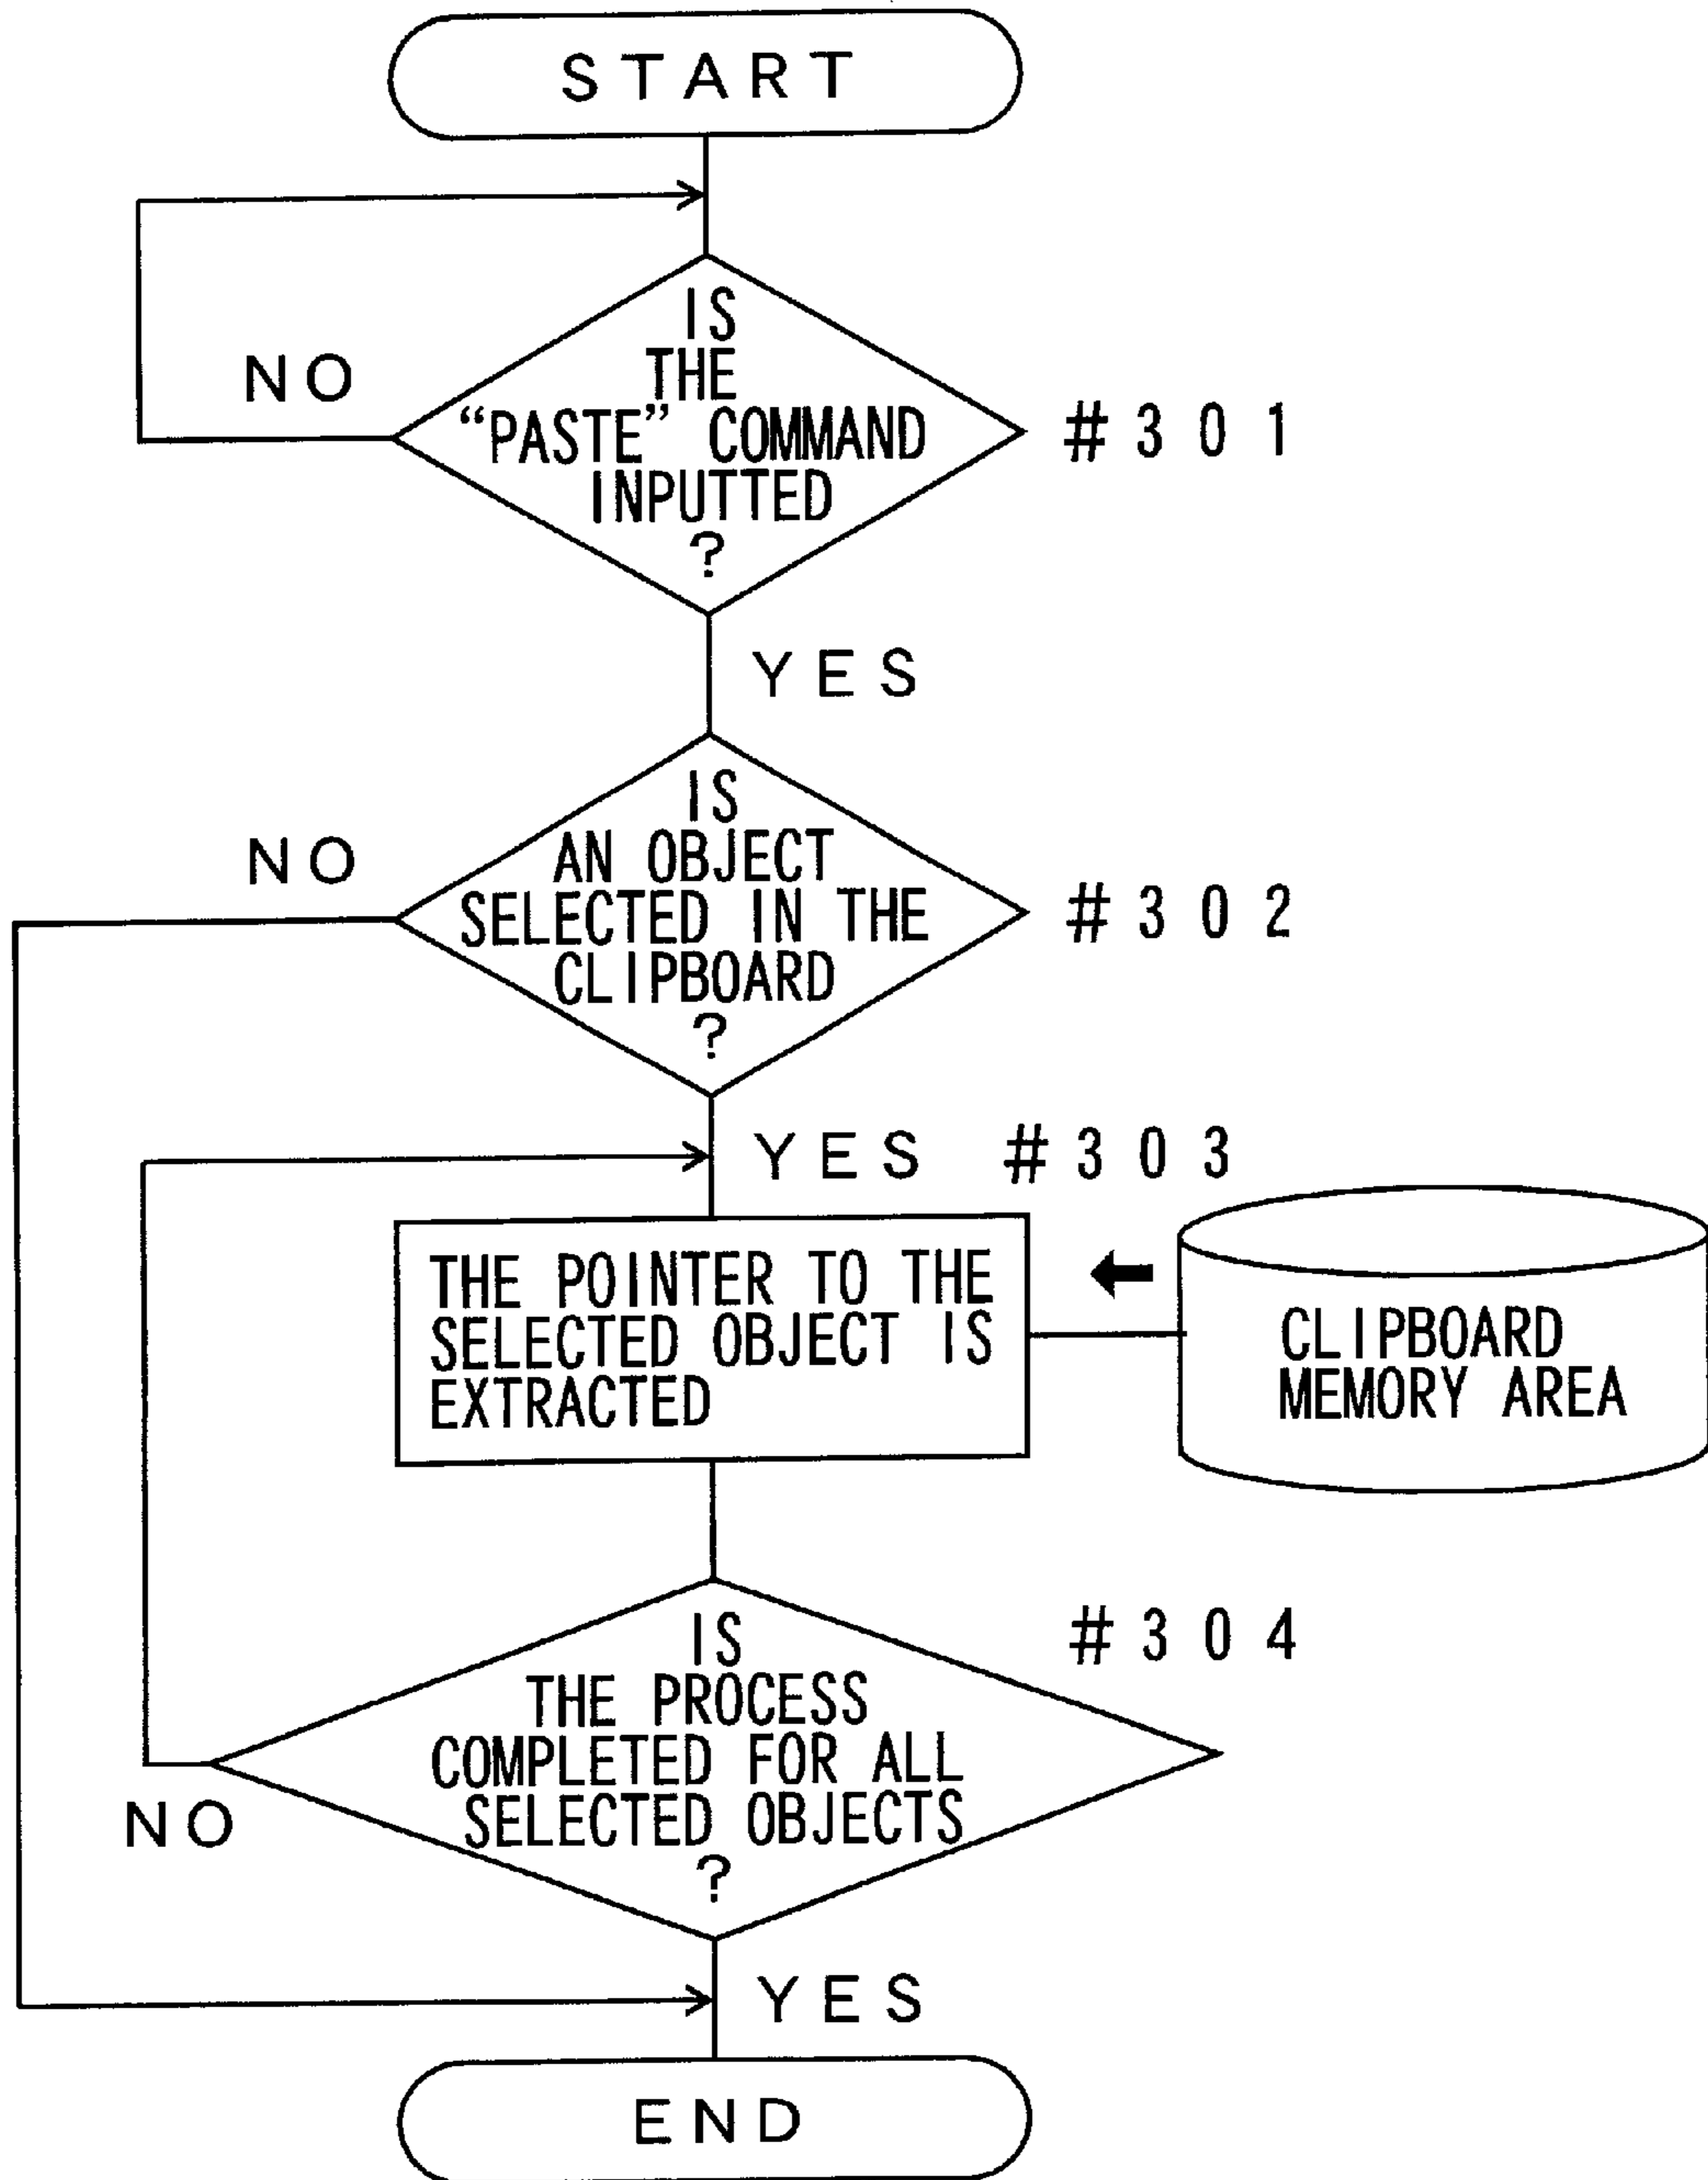 START
IS
THE
“PASTE” COMMAND
INPUTTED
?
NO
#301
YES
IS
AN OBJECT
SELECTED IN THE
CLIPBOARD
?
NO
#302
YES
#303
THE POINTER TO THE
SELECTED OBJECT IS
EXTRACTED
CLIPBOARD
MEMORY AREA
IS
THE PROCESS
COMPLETED FOR ALL
SELECTED OBJECTS
?
#304
NO
YES
END